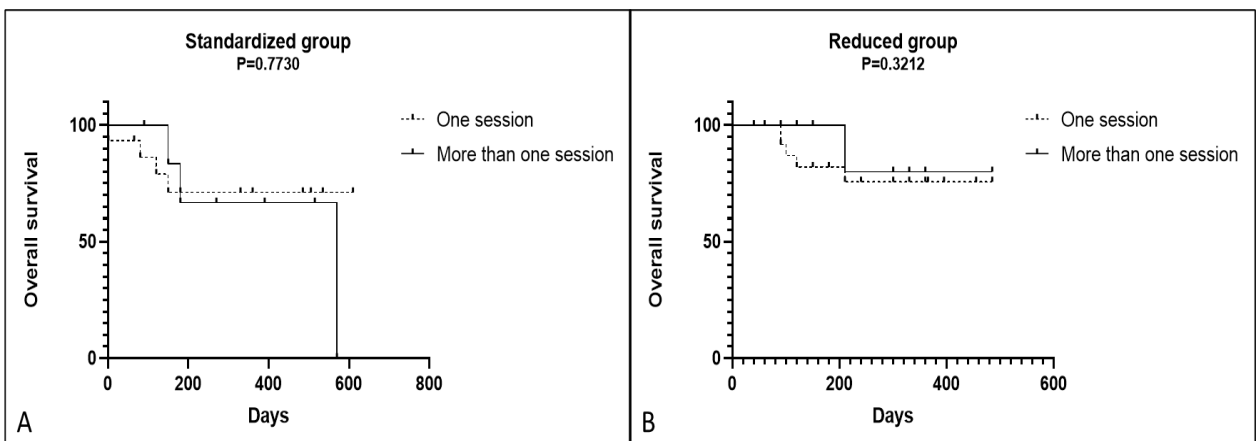 Standardized group
P=0.7730
100
50
0
Overall survival
0 200 400 600 800
Days
One session
More than one session
A
Reduced group
P=0.3212
100
50
0
Overall survival
0 200 400 600
Days
One session
More than one session
B